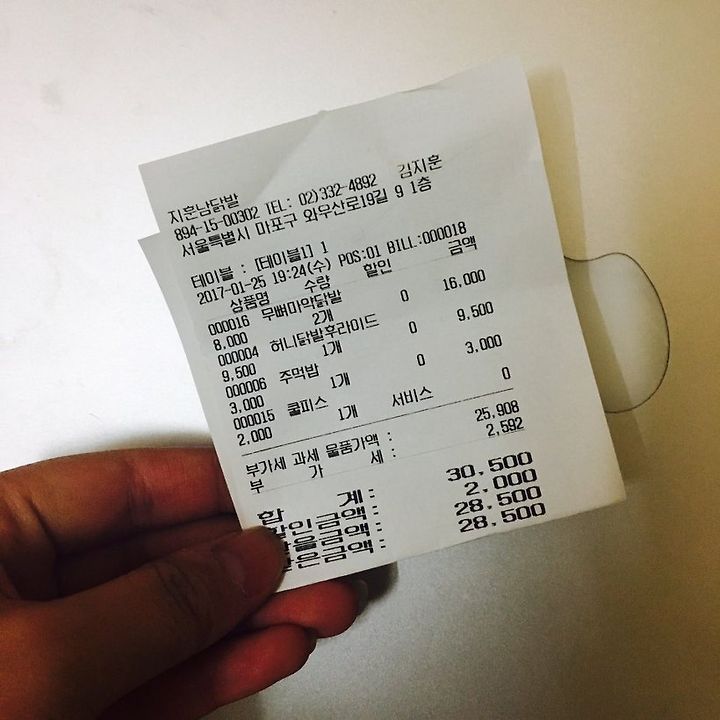 지훈남닭발
894-15-00302 TEL: 02)332-4892 김지훈
서울특별시 마포구 와우산로19길 9 1층
테이블 : [테이블1] 1
2017-01-25 19:24(수) POS:01 BILL:000018
상품명 수량 할인 금액
000016 무뼈마약닭발
8,000 2개 0 16,000
000004 허니닭발후라이드
9,500 1개 0 9,500
000006 주먹밥
3,000 1개 0 3,000
000015 쿨피스
2,000 1개 서비스 0
부가세 과세 물품가액 : 25,908
부 가 세 : 2,592
합 계 : 30,500
할인금액: 2,000
금액: 28,500
금액: 28,500